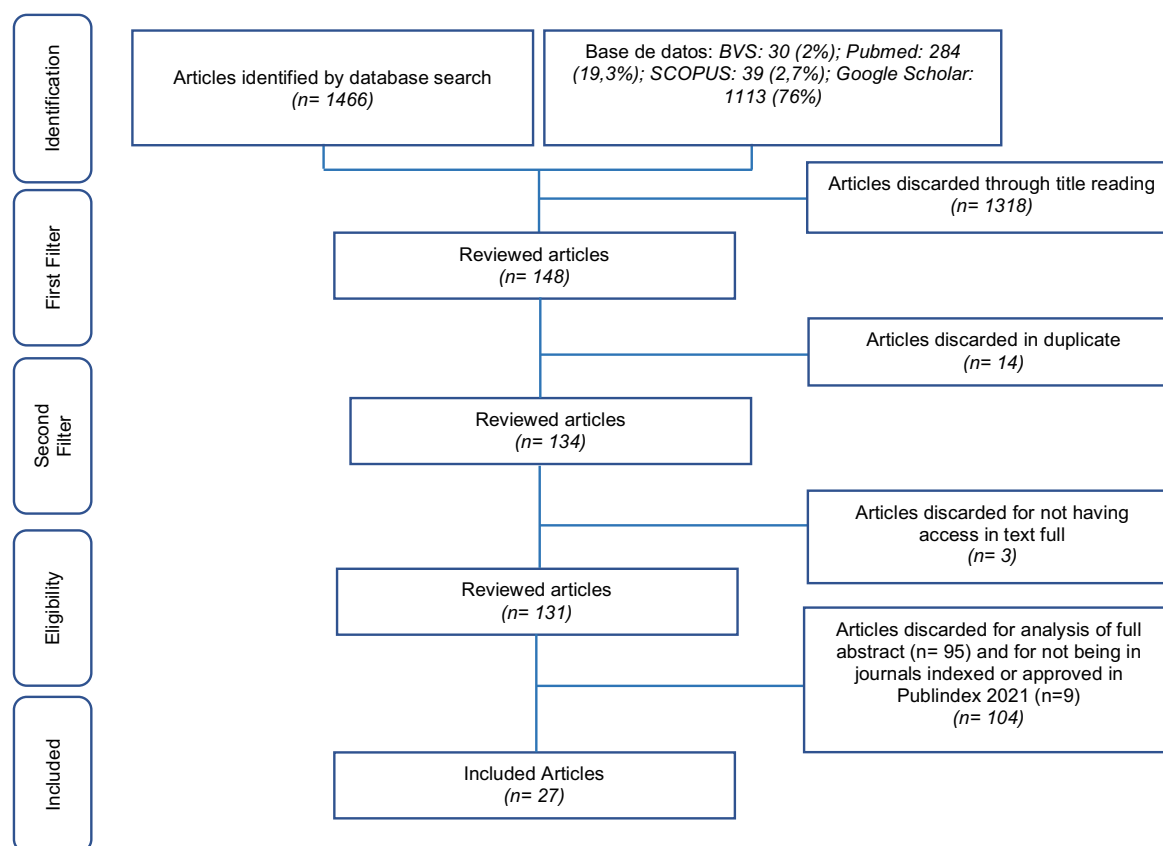 Identification
Articles identified by database search
(n= 1466)
Base de datos: BVS: 30 (2%); Pubmed: 284
(19,3%); SCOPUS: 39 (2,7%); Google Scholar:
1113 (76%)
Articles discarded through title reading
(n= 1318)
First Filter
Reviewed articles
(n= 148)
Articles discarded in duplicate
(n= 14)
Second
Filter
Reviewed articles
(n= 134)
Articles discarded for not having
access in text full
(n= 3)
Eligibility
Reviewed articles
(n= 131)
Articles discarded for analysis of full
abstract (n= 95) and for not being in
journals indexed or approved in
Publindex 2021 (n=9)
(n= 104)
Included
Included Articles
(n= 27)